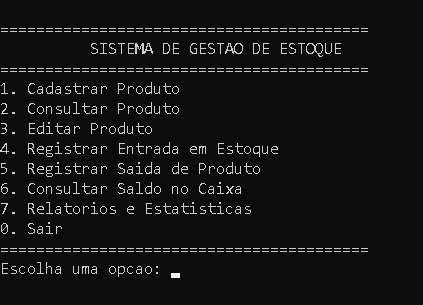 =========================================
SISTEMA DE GESTAO DE ESTOQUE
=========================================
1. Cadastrar Produto
2. Consultar Produto
3. Editar Produto
4. Registrar Entrada em Estoque
5. Registrar Saida de Produto
6. Consultar Saldo no Caixa
7. Relatorios e Estatisticas
0. Sair
=========================================
Escolha uma opcao: _